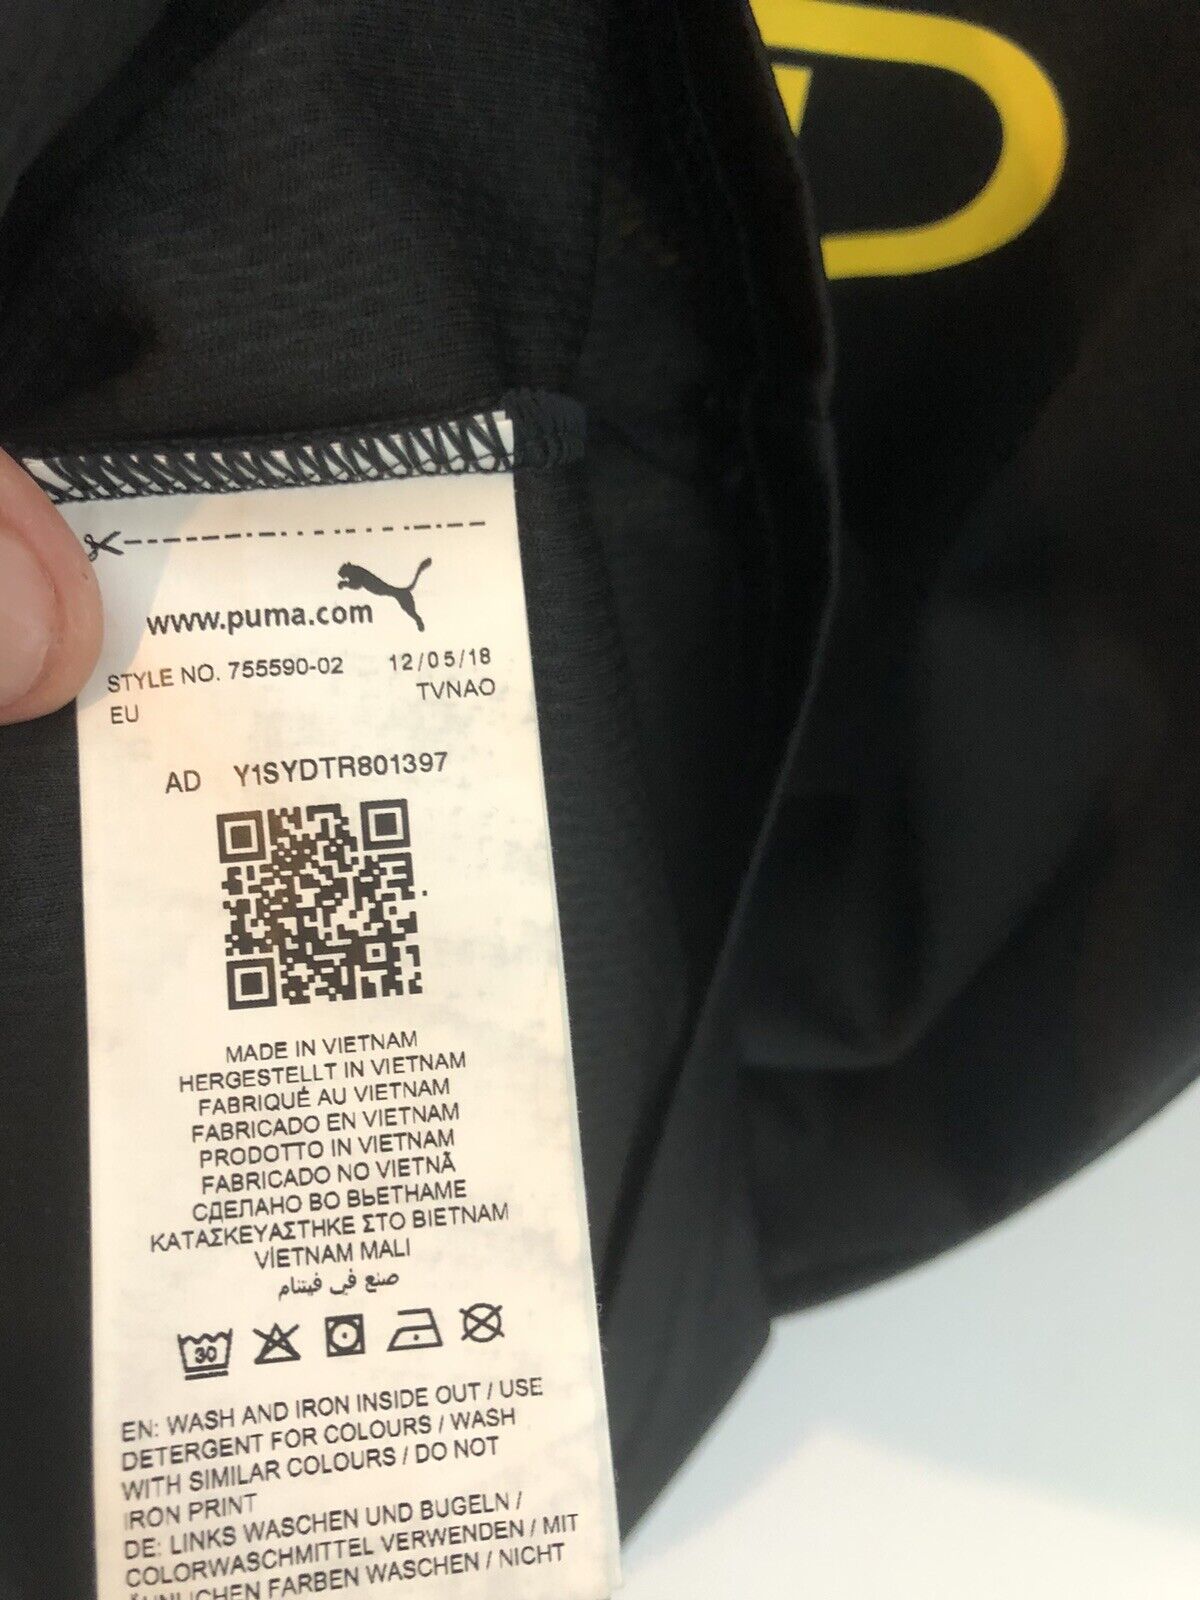 www.puma.com
STYLE NO. 755590-02 12/05/18
EU TVNAO
AD Y1SYDTR801397
MADE IN VIETNAM
HERGESTELLT IN VIETNAM
FABRIQUÉ AU VIETNAM
FABRICADO EN VIETNAM
PRODOTTO IN VIETNAM
FABRICADO NO VIETNÃ
СДЕЛАНО ВО ВЬЕТНАМЕ
ΚΑΤΑΣΚΕΥΑΣΤΗΚΕ ΣΤΟ ΒΙΕΤΝΑΜ
VİETNAM MALI
صنع في فيتنام
30
EN: WASH AND IRON INSIDE OUT / USE
DETERGENT FOR COLOURS / WASH
WITH SIMILAR COLOURS / DO NOT
IRON PRINT
DE: LINKS WASCHEN UND BUGELN /
COLORWASCHMITTEL VERWENDEN / MIT
ÄHNLICHEN FARBEN WASCHEN / NICHT